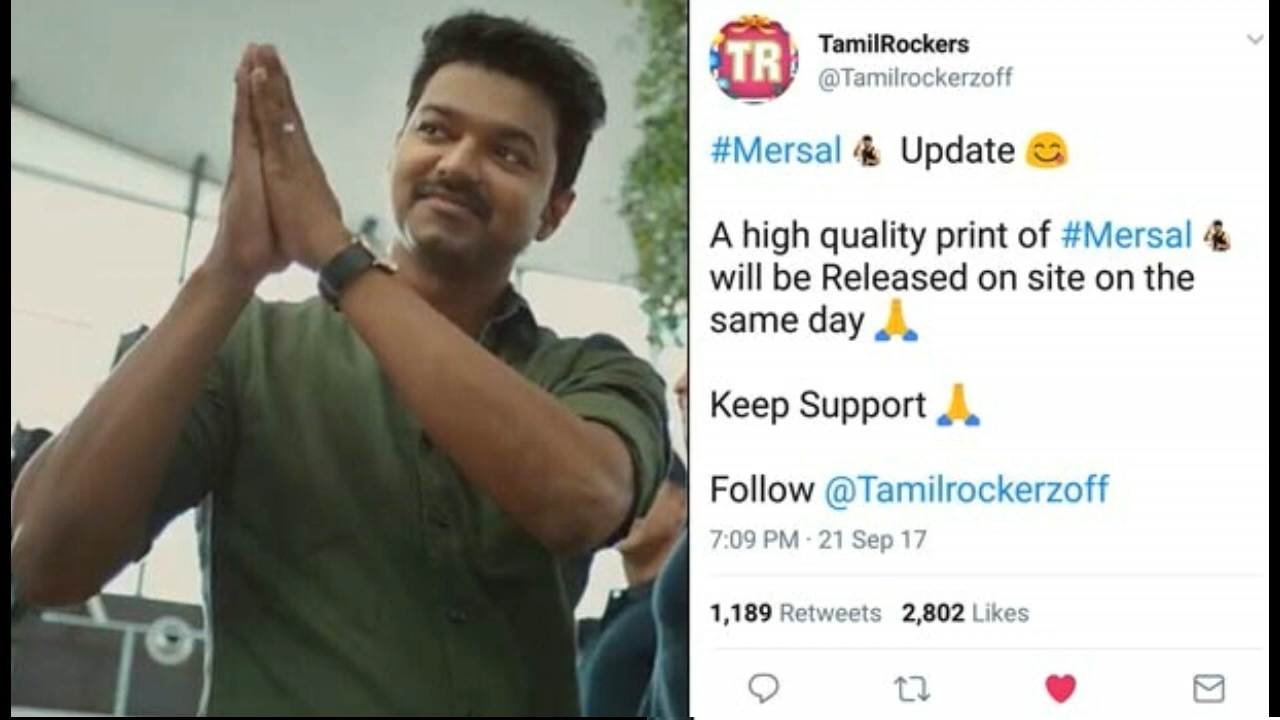 TR
TamilRockers
@Tamilrockerzoff
#Mersal Update 😋
A high quality print of #Mersal
will be Released on site on the
same day 🙏
Keep Support 🙏
Follow @Tamilrockerzoff
7:09 PM · 21 Sep 17
1,189 Retweets 2,802 Likes